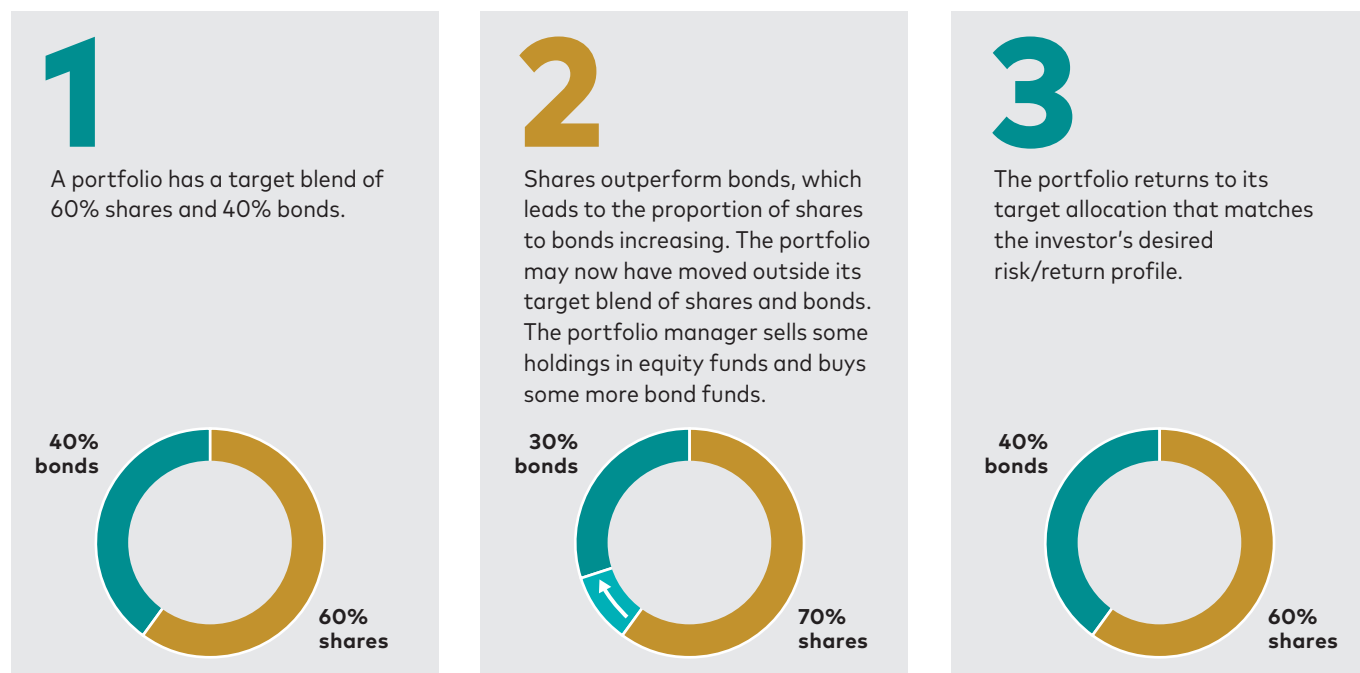 1
A portfolio has a target blend of
60% shares and 40% bonds.
40%
bonds
60%
shares
2
Shares outperform bonds, which
leads to the proportion of shares
to bonds increasing. The portfolio
may now have moved outside its
target blend of shares and bonds.
The portfolio manager sells some
holdings in equity funds and buys
some more bond funds.
30%
bonds
70%
shares
3
The portfolio returns to its
target allocation that matches
the investor’s desired
risk/return profile.
40%
bonds
60%
shares